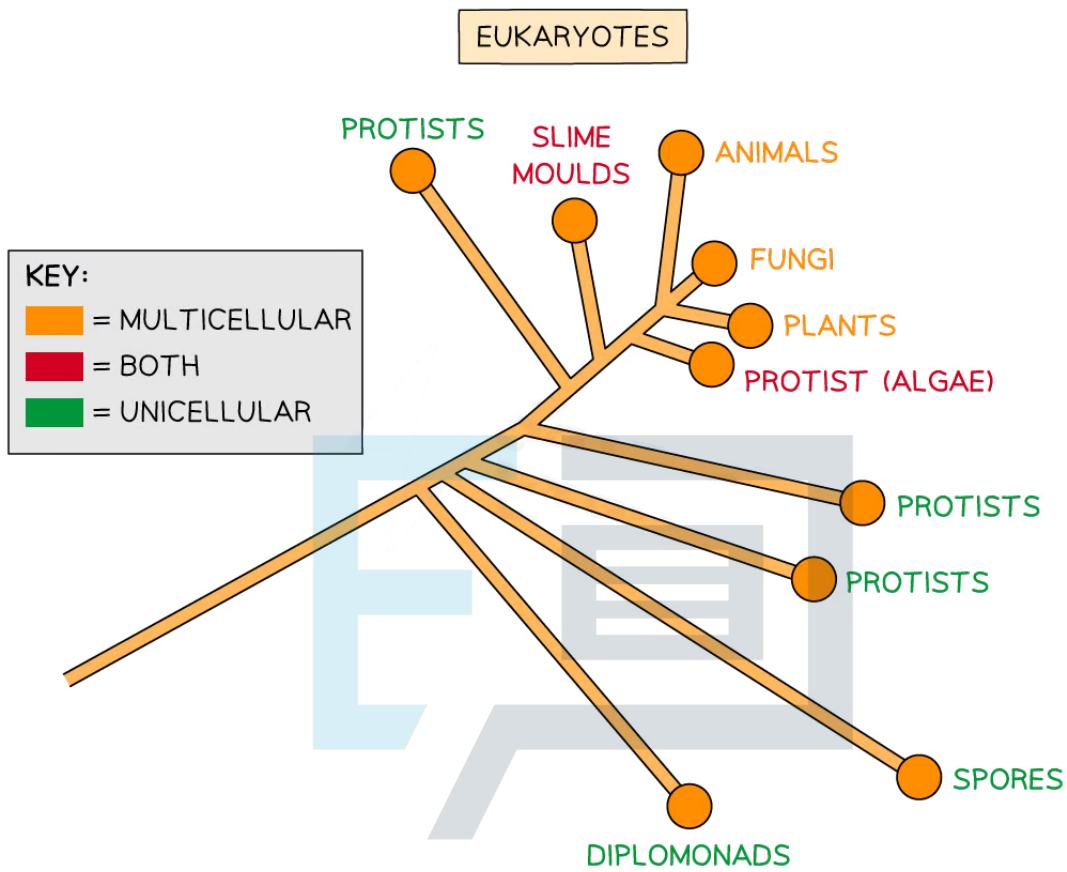 EUKARYOTES
PROTISTS
SLIME
MOULDS
ANIMALS
FUNGI
PLANTS
PROTIST (ALGAE)
KEY:
= MULTICELLULAR
= BOTH
= UNICELLULAR
PROTISTS
PROTISTS
SPORES
DIPLOMONADS